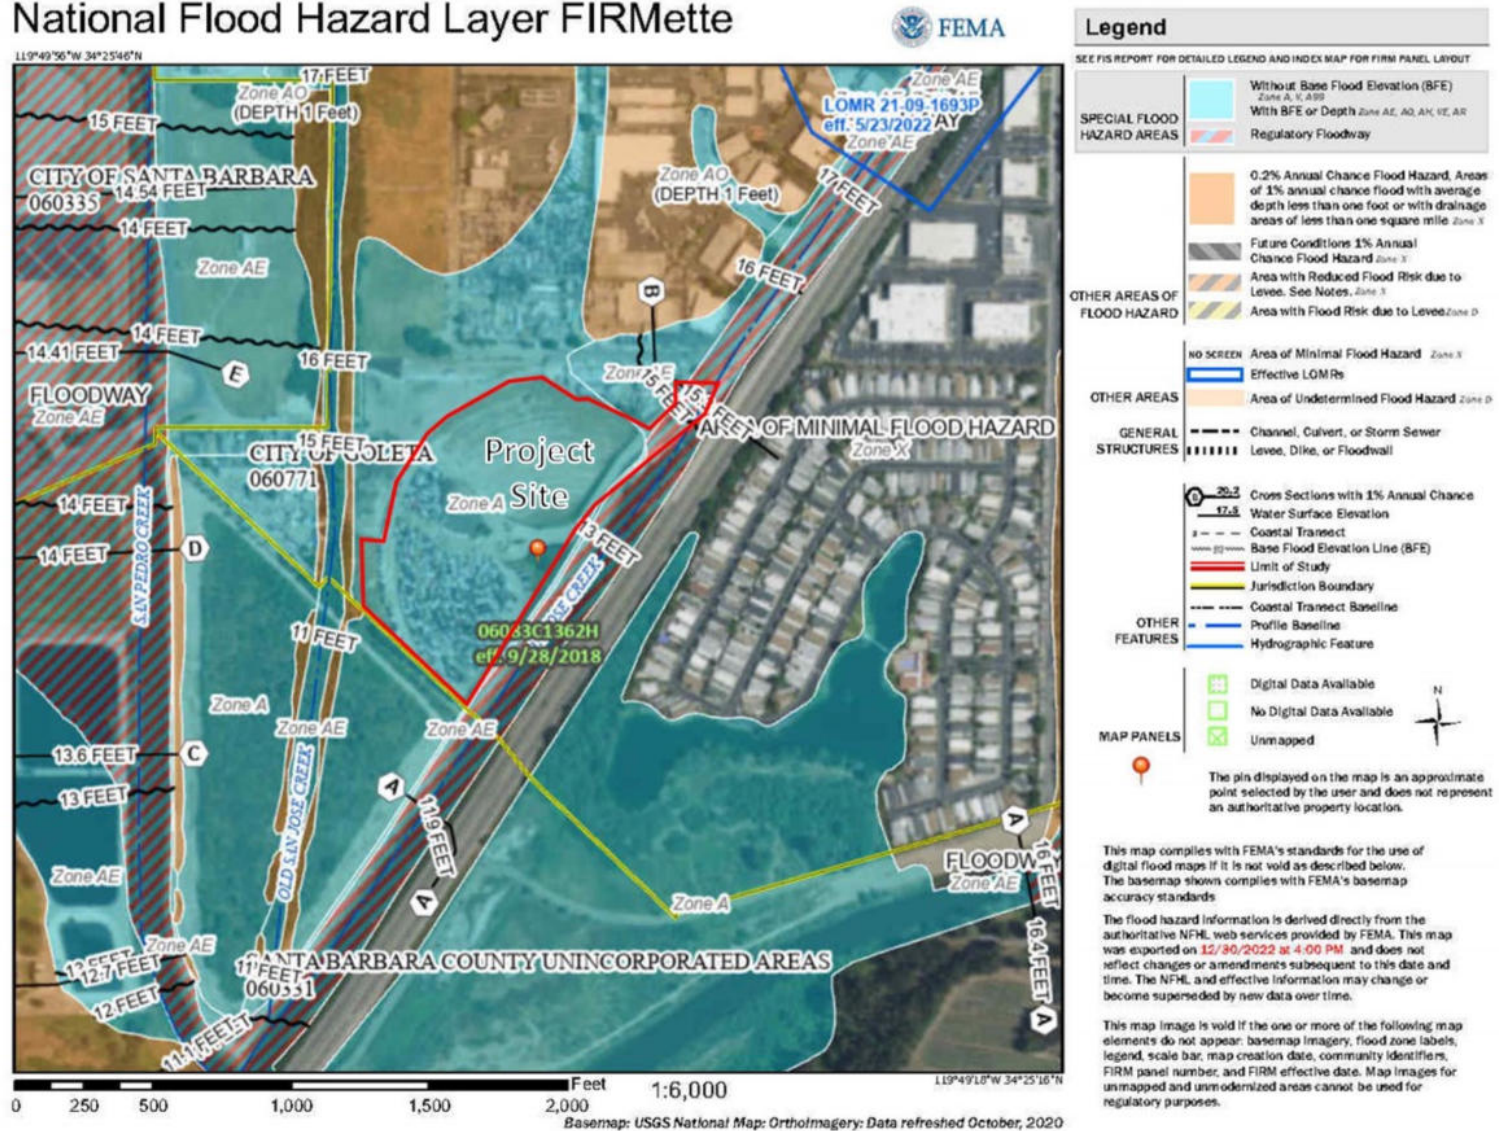 National Flood Hazard Layer FIRMette
FEMA
119°49'56"W 34°25'46"N
17 FEET
Zone AO
(DEPTH 1 Feet)
15 FEET
CITY OF SANTA BARBARA
14.54 FEET
060335
14 FEET
Zone AE
14 FEET
14.41 FEET
16 FEET
E
FLOODWAY
Zone AE
15 FEET
CITY OF GOLETA
060771
Zone AE
LOMR 21-09-1693P
eff. 5/23/2022
Zone AE
Zone AO
(DEPTH 1 Feet)
17 FEET
16 FEET
B
Zone AE
15 FEET
AREA OF MINIMAL FLOOD HAZARD
Zone X
Project
Site
Zone A
14 FEET
D
14 FEET
SAN PEDRO CREEK
13 FEET
JOSE CREEK
06083C1362H
eff. 9/28/2018
11 FEET
Zone A
Zone AE
Zone AE
13.6 FEET
C
13 FEET
OLD SAN JOSE CREEK
A
11.9 FEET
A
A
16 FEET
FLOODW
Zone AE
Zone AE
Zone A
16.4 FEET
A
Zone AE
12.7 FEET
12 FEET
11 FEET
SANTA BARBARA COUNTY UNINCORPORATED AREAS
060331
11.1 FEET
Feet
1:6,000
119°49'18"W 34°25'16"N
0 250 500 1,000 1,500 2,000
Basemap: USGS National Map: Orthoimagery: Data refreshed October, 2020
Legend
SEE FIS REPORT FOR DETAILED LEGEND AND INDEX MAP FOR FIRM PANEL LAYOUT
SPECIAL FLOOD
HAZARD AREAS
Without Base Flood Elevation (BFE)
Zone A, V, A99
With BFE or Depth Zone AE, AO, AH, VE, AR
Regulatory Floodway
OTHER AREAS OF
FLOOD HAZARD
0.2% Annual Chance Flood Hazard, Areas
of 1% annual chance flood with average
depth less than one foot or with drainage
areas of less than one square mile Zone X
Future Conditions 1% Annual
Chance Flood Hazard Zone X
Area with Reduced Flood Risk due to
Levee. See Notes. Zone X
Area with Flood Risk due to Levee Zone D
OTHER AREAS
NO SCREEN Area of Minimal Flood Hazard Zone X
Effective LOMRs
Area of Undetermined Flood Hazard Zone D
GENERAL
STRUCTURES
Channel, Culvert, or Storm Sewer
Levee, Dike, or Floodwall
OTHER
FEATURES
B 20.2 Cross Sections with 1% Annual Chance
17.5 Water Surface Elevation
Coastal Transect
Base Flood Elevation Line (BFE)
Limit of Study
Jurisdiction Boundary
Coastal Transect Baseline
Profile Baseline
Hydrographic Feature
MAP PANELS
Digital Data Available
No Digital Data Available
Unmapped
N
The pin displayed on the map is an approximate
point selected by the user and does not represent
an authoritative property location.
This map complies with FEMA's standards for the use of
digital flood maps if it is not void as described below.
The basemap shown complies with FEMA's basemap
accuracy standards
The flood hazard information is derived directly from the
authoritative NFHL web services provided by FEMA. This map
was exported on 12/30/2022 at 4:00 PM and does not
reflect changes or amendments subsequent to this date and
time. The NFHL and effective information may change or
become superseded by new data over time.
This map image is void if the one or more of the following map
elements do not appear: basemap imagery, flood zone labels,
legend, scale bar, map creation date, community identifiers,
FIRM panel number, and FIRM effective date. Map images for
unmapped and unmodernized areas cannot be used for
regulatory purposes.